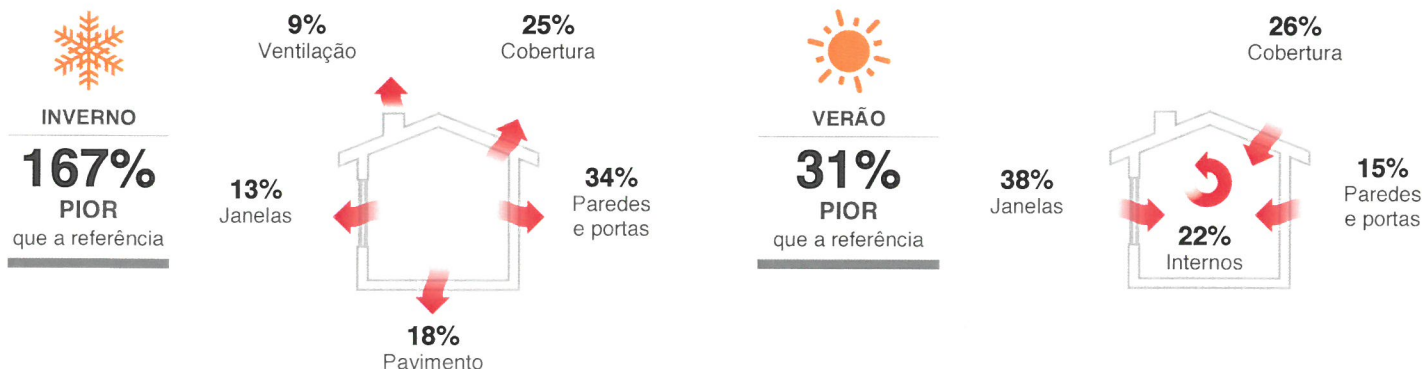 INVERNO
167%
PIOR
que a referência
9%
Ventilação
25%
Cobertura
13%
Janelas
34%
Paredes
e portas
18%
Pavimento
VERÃO
31%
PIOR
que a referência
26%
Cobertura
38%
Janelas
15%
Paredes
e portas
22%
Internos